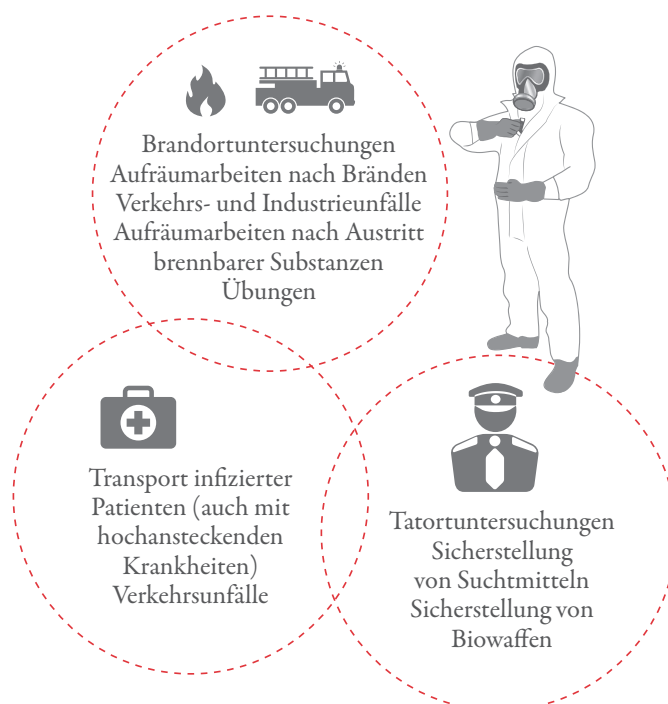 Brandortuntersuchungen
Aufräumarbeiten nach Bränden
Verkehrs- und Industrieunfälle
Aufräumarbeiten nach Austritt
brennbarer Substanzen
Übungen
Transport infizierter
Patienten (auch mit
hochansteckenden
Krankheiten)
Verkehrsunfälle
Tatortuntersuchungen
Sicherstellung
von Suchtmitteln
Sicherstellung von
Biowaffen